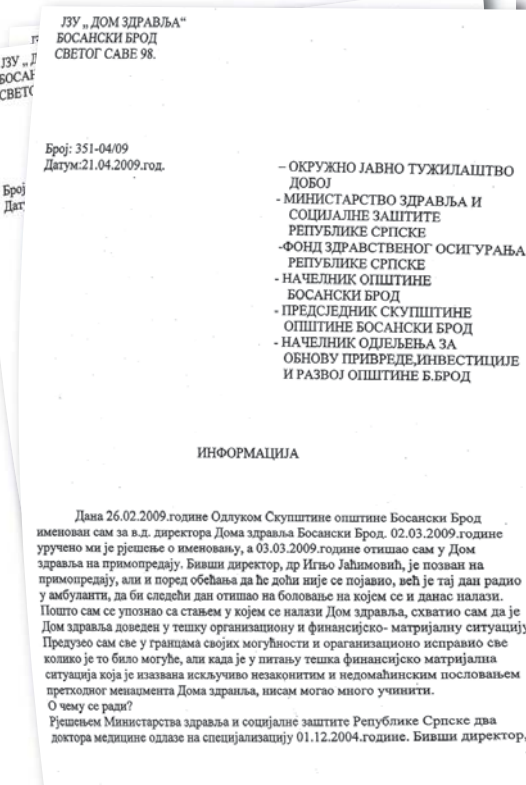 ЈЗУ „ ДОМ ЗДРАВЉА“
БОСАНСКИ БРОД
СВЕТОГ САВЕ 98.
Број: 351-04/09
Датум:21.04.2009.год.
– ОКРУЖНО ЈАВНО ТУЖИЛАШТВО
ДОБОЈ
- МИНИСТАРСТВО ЗДРАВЉА И
СОЦИЈАЛНЕ ЗАШТИТЕ
РЕПУБЛИКЕ СРПСКЕ
-ФОНД ЗДРАВСТВЕНОГ ОСИГУРАЊА
РЕПУБЛИКЕ СРПСКЕ
- НАЧЕЛНИК ОПШТИНЕ
БОСАНСКИ БРОД
- ПРЕДСЈЕДНИК СКУПШТИНЕ
ОПШТИНЕ БОСАНСКИ БРОД
- НАЧЕЛНИК ОДЈЕЉЕЊА ЗА
ОБНОВУ ПРИВРЕДЕ,ИНВЕСТИЦИЈЕ
И РАЗВОЈ ОПШТИНЕ Б.БРОД
ИНФОРМАЦИЈА
Дана 26.02.2009.године Одлуком Скупштине општине Босански Брод
именован сам за в.д. директора Дома здравља Босански Брод. 02.03.2009.године
уручено ми је рјешење о именовању, а 03.03.2009.године отишао сам у Дом
здравља на примопредају. Бивши директор, др Игњо Јаћимовић, је позван на
примопредају, али и поред обећања да ће доћи није се појавио, већ је тај дан радио
у амбуланти, да би следећи дан отишао на боловање на којем се и данас налази.
Пошто сам се упознао са стањем у којем се налази Дом здравља, схватио сам да је
Дом здравља доведен у тешку организациону и финансијско- матријалну ситуацију
Предузео сам све у гранцама својих могућности и ораганизационо исправио све
колико је то било могуће, али када је у питању тешка финансијско матријална
ситуација која је изазвана искључиво незаконитим и недомаћинским пословањем
претходног менаџмента Дома здранља, нисам могао много учинити.
О чему се ради?
Рјешењем Министарства здравља и социјалне заштите Републике Српске два
доктора медицине одлазе на специјализацију 01.12.2004.године. Бивши директор,